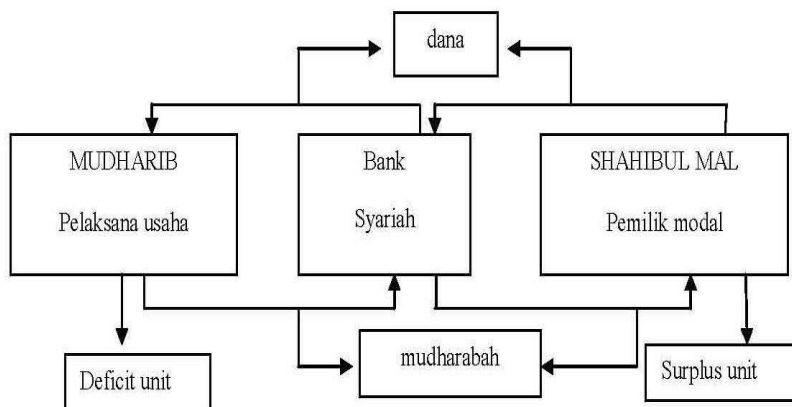 dana
MUDHARIB
Pelaksana usaha
Bank
Syariah
SHAHIBUL MAL
Pemilik modal
Deficit unit
mudharabah
Surplus unit